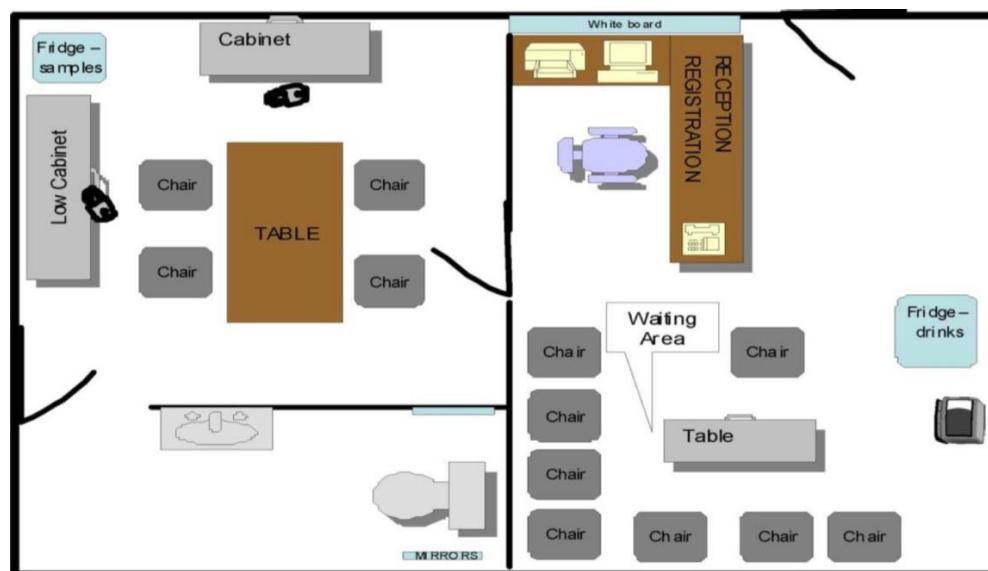 White board
Fridge –
samples
Cabinet
RECEPTION
REGISTRATION
Low Cabinet
Chair
Chair
TABLE
Chair
Chair
Waiting
Area
Fridge –
drinks
Chair
Chair
Chair
Table
Chair
Chair
Chair
Chair
Chair
MIRRORS